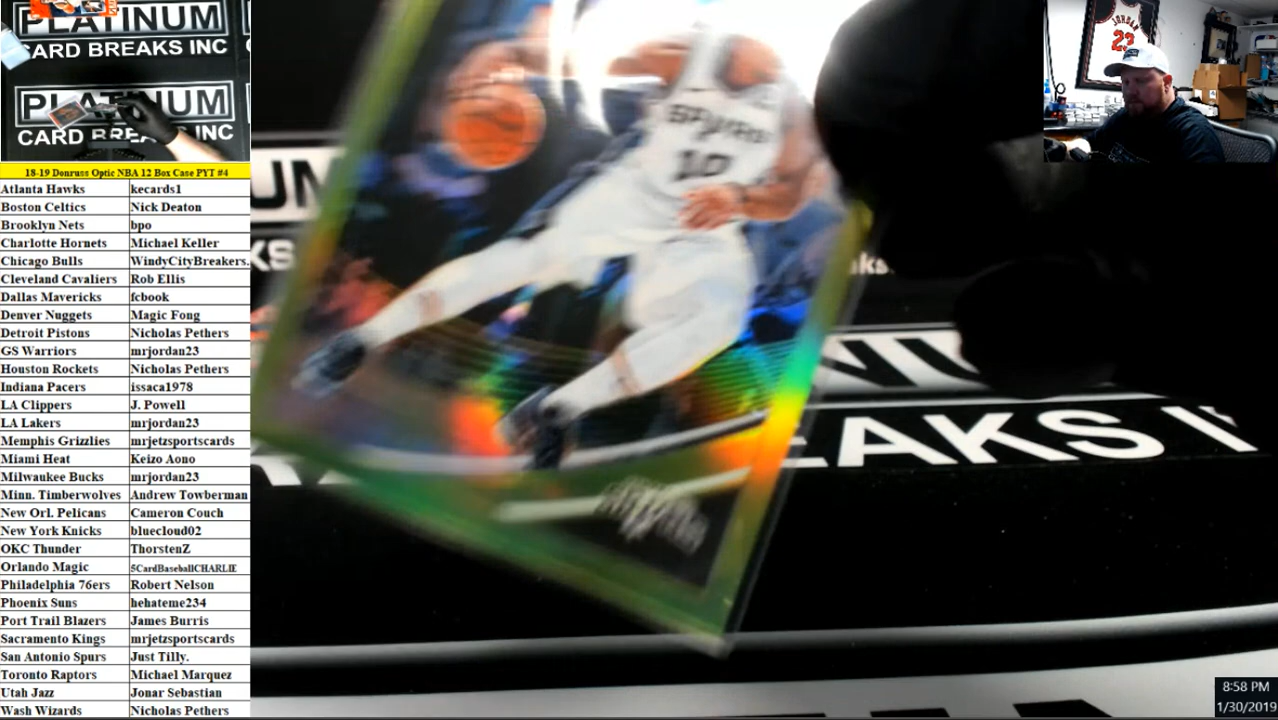 PLATINUM
CARD BREAKS INC
PLATINUM
CARD BREAKS INC
18-19 Donruss Optic NBA 12 Box Case PYT #4
Atlanta Hawks kecards1
Boston Celtics Nick Deaton
Brooklyn Nets bpo
Charlotte Hornets Michael Keller
Chicago Bulls WindyCityBreakers.
Cleveland Cavaliers Rob Ellis
Dallas Mavericks fcbook
Denver Nuggets Magic Fong
Detroit Pistons Nicholas Pethers
GS Warriors mrjordan23
Houston Rockets Nicholas Pethers
Indiana Pacers issaca1978
LA Clippers J. Powell
LA Lakers mrjordan23
Memphis Grizzlies mrjetzsportscards
Miami Heat Keizo Aono
Milwaukee Bucks mrjordan23
Minn. Timberwolves Andrew Towberman
New Orl. Pelicans Cameron Couch
New York Knicks bluecloud02
OKC Thunder ThorstenZ
Orlando Magic 5CardBaseballCHARLIE
Philadelphia 76ers Robert Nelson
Phoenix Suns hehateme234
Port Trail Blazers James Burris
Sacramento Kings mrjetzsportscards
San Antonio Spurs Just Tilly.
Toronto Raptors Michael Marquez
Utah Jazz Jonar Sebastian
Wash Wizards Nicholas Pethers
SPURS
10
UM
KS
aks
EAKS I
JORDAN
23
8:58 PM
1/30/2019